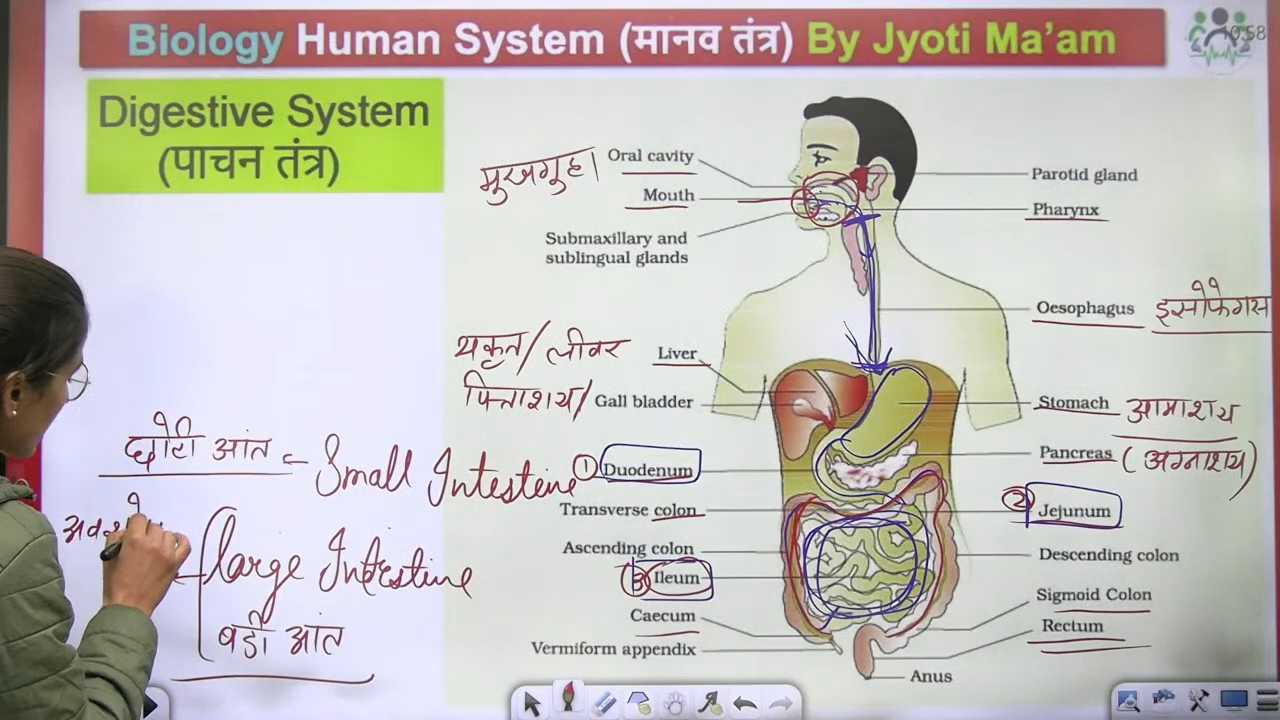 Biology Human System (मानव तंत्र) By Jyoti Ma'am
10:58
Digestive System
(पाचन तंत्र)
मुखगुहा
Oral cavity
Mouth
Submaxillary and
sublingual glands
Parotid gland
Pharynx
Oesophagus
इसोफेगस
यकृत/लीवर
Liver
पित्ताशय/
Gall bladder
Stomach
आमाशय
Pancreas
(अग्नाशय)
छोटी आंत - Small Intestine
① Duodenum
Transverse colon
② Jejunum
Ascending colon
Descending colon
③ Ileum
Large Intestine
बडी आंत
Caecum
Sigmoid Colon
Vermiform appendix
Rectum
Anus